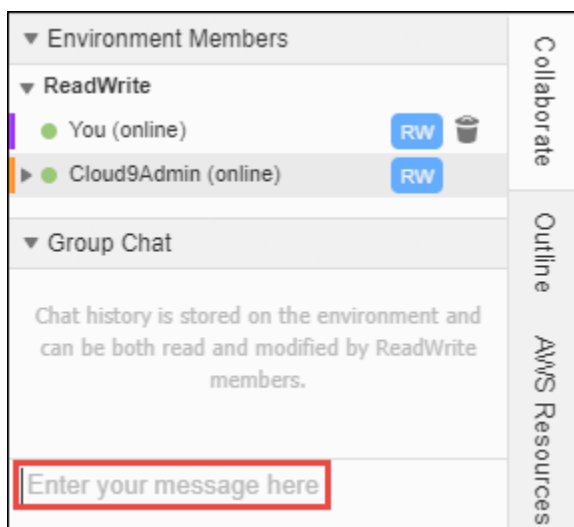 Environment Members
ReadWrite
You (online) RW
Cloud9Admin (online) RW
Group Chat
Chat history is stored on the environment and
can be both read and modified by ReadWrite
members.
Enter your message here
Collaborate
Outline
AWS Resources